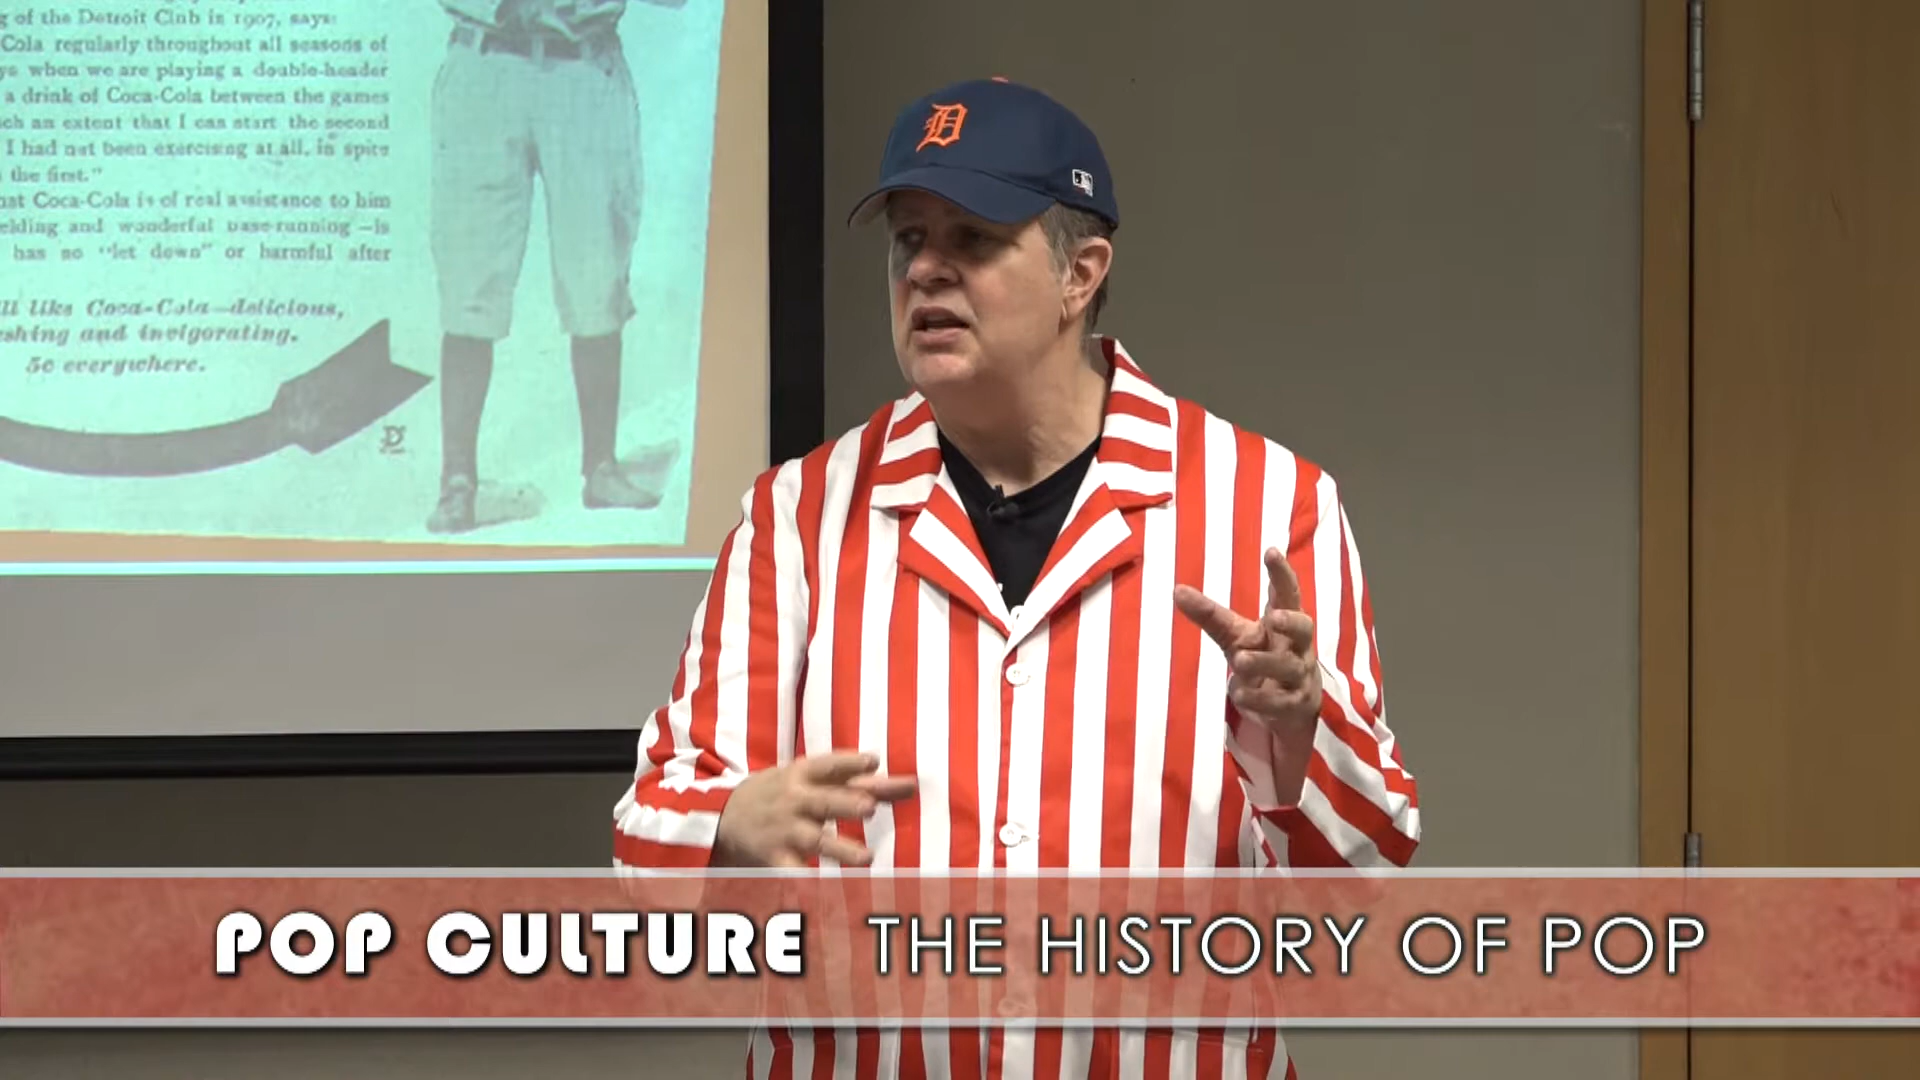 g of the Detroit Club in 1907, says:
Cola regularly throughout all seasons of
ys when we are playing a double-header
a drink of Coca-Cola between the games
ch an extent that I can start the second
I had not been exercising at all, in spite
the first."
hat Coca-Cola is of real assistance to him
elding and wonderful base-running—is
has no "let down" or harmful after
ll like Coca-Cola—delicious,
shing and invigorating.
5c everywhere.
D
POP CULTURE THE HISTORY OF POP